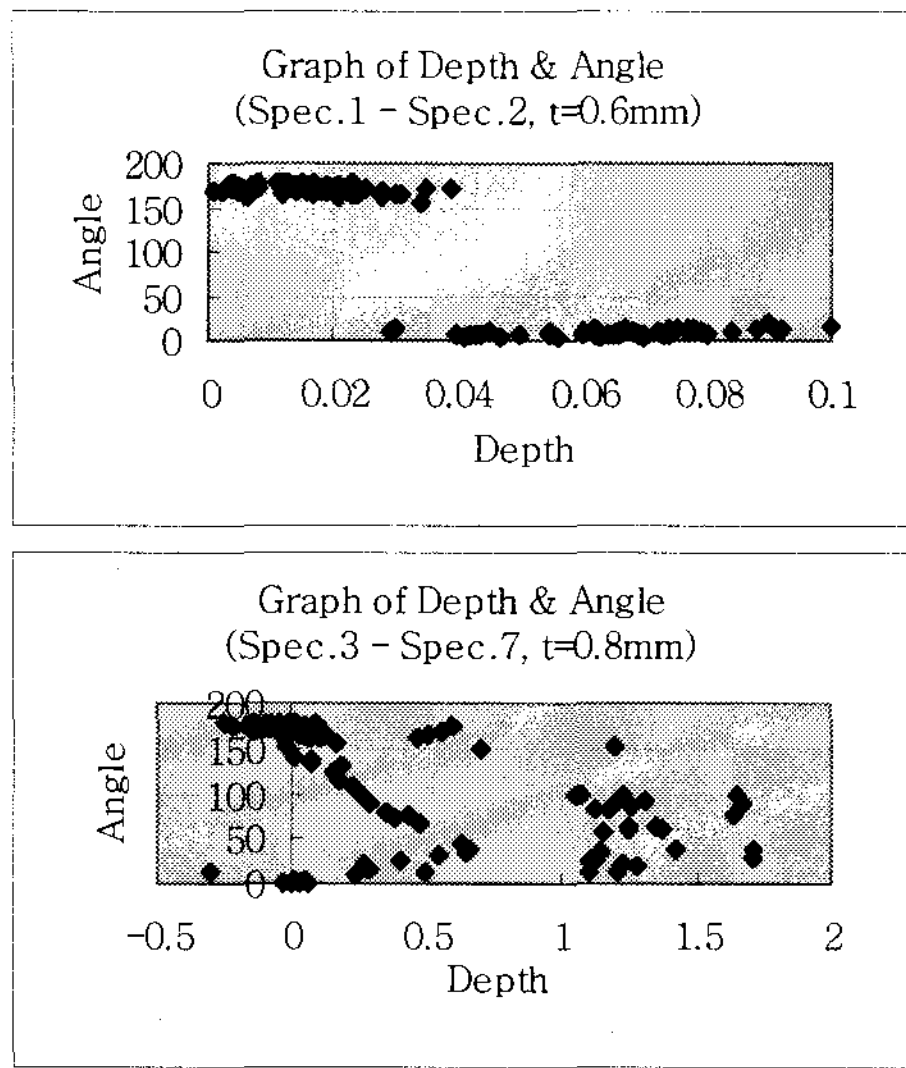 Graph of Depth & Angle
(Spec.1 - Spec.2, t=0.6mm)
200
150
100
50
0
Angle
0 0.02 0.04 0.06 0.08 0.1
Depth
Graph of Depth & Angle
(Spec.3 - Spec.7, t=0.8mm)
200
150
100
50
0
Angle
-0.5 0 0.5 1 1.5 2
Depth